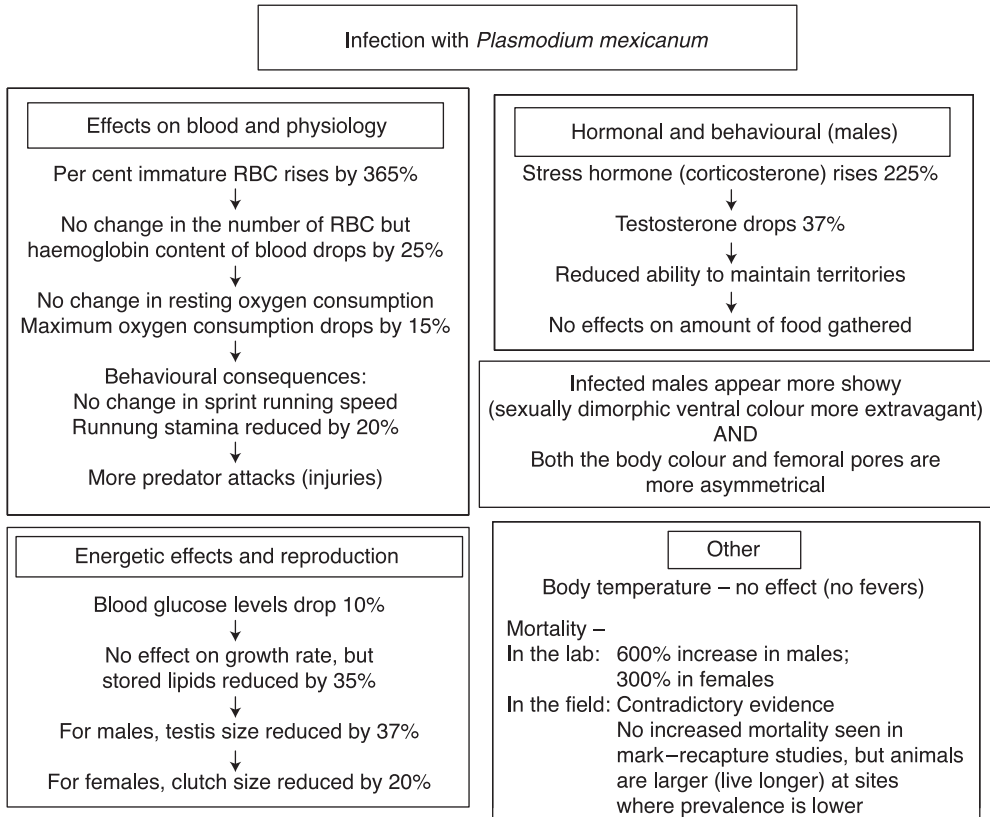 Infection with Plasmodium mexicanum
Effects on blood and physiology
Per cent immature RBC rises by 365%
No change in the number of RBC but
haemoglobin content of blood drops by 25%
No change in resting oxygen consumption
Maximum oxygen consumption drops by 15%
Behavioural consequences:
No change in sprint running speed
Runnung stamina reduced by 20%
More predator attacks (injuries)
Hormonal and behavioural (males)
Stress hormone (corticosterone) rises 225%
Testosterone drops 37%
Reduced ability to maintain territories
No effects on amount of food gathered
Infected males appear more showy
(sexually dimorphic ventral colour more extravagant)
AND
Both the body colour and femoral pores are
more asymmetrical
Energetic effects and reproduction
Blood glucose levels drop 10%
No effect on growth rate, but
stored lipids reduced by 35%
For males, testis size reduced by 37%
For females, clutch size reduced by 20%
Other
Body temperature – no effect (no fevers)
Mortality –
In the lab: 600% increase in males;
300% in females
In the field: Contradictory evidence
No increased mortality seen in
mark–recapture studies, but animals
are larger (live longer) at sites
where prevalence is lower